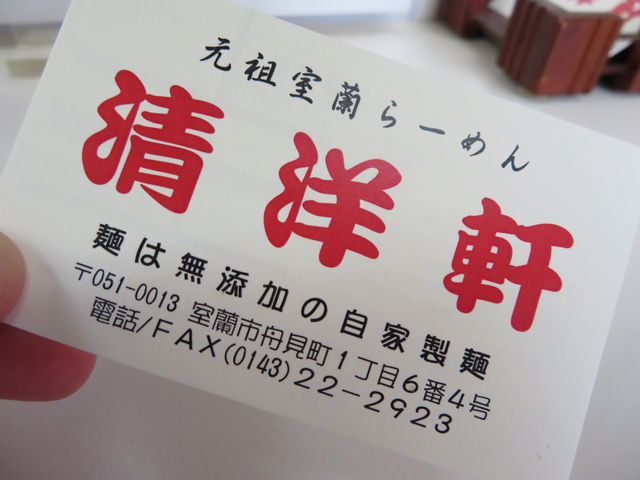 元祖室蘭らーめん
清洋軒
麺は無添加の自家製麺
〒051-0013 室蘭市舟見町1丁目6番4号
電話/FAX(0143)22-2923